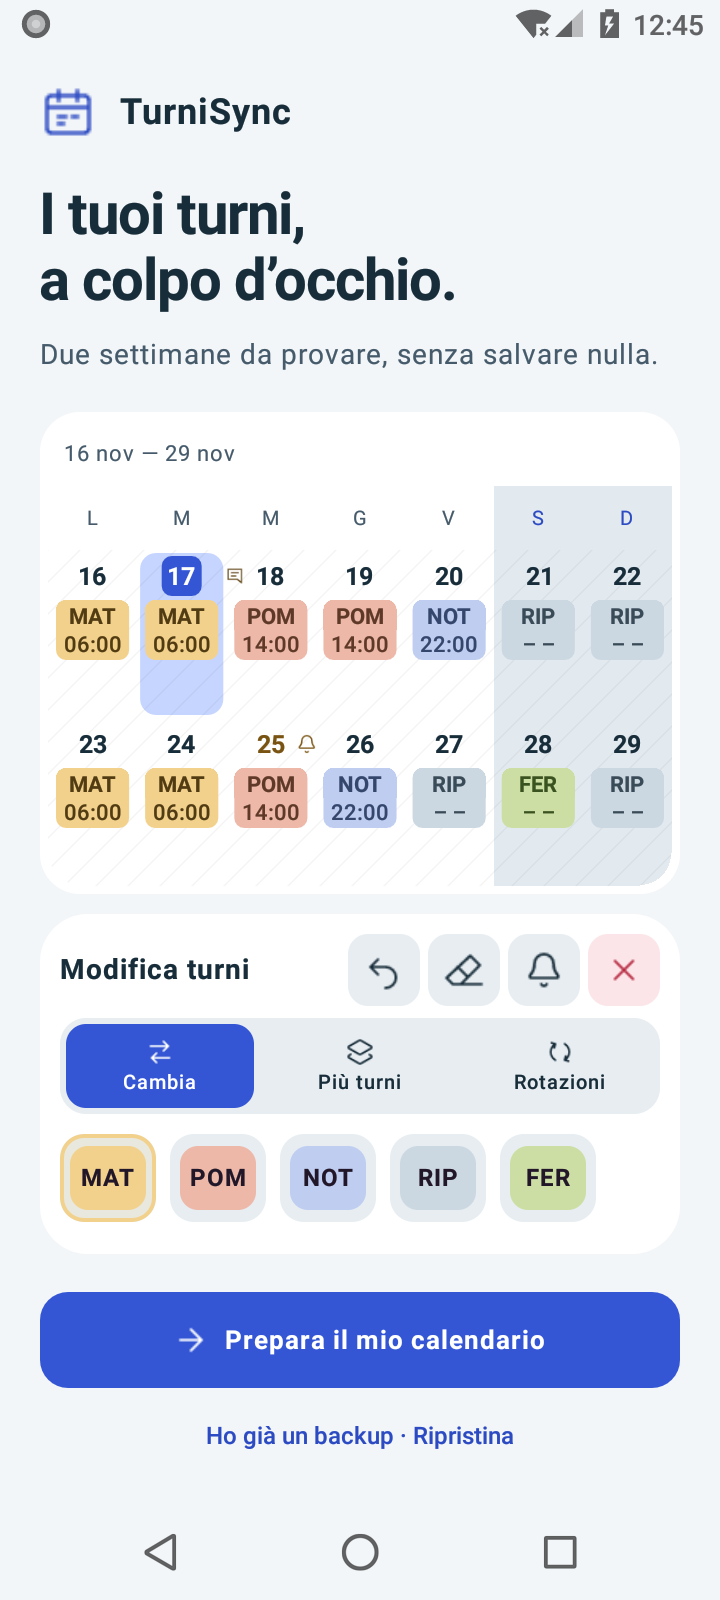 12:45
TurniSync
I tuoi turni,
a colpo d’occhio.
Due settimane da provare, senza salvare nulla.
16 nov — 29 nov
L M M G V S D
16 17 18 19 20 21 22
MAT MAT POM POM NOT RIP RIP
06:00 06:00 14:00 14:00 22:00 – – – –
23 24 25 26 27 28 29
MAT MAT POM NOT RIP FER RIP
06:00 06:00 14:00 22:00 – – – – – –
Modifica turni
Cambia Più turni Rotazioni
MAT POM NOT RIP FER
Prepara il mio calendario
Ho già un backup · Ripristina